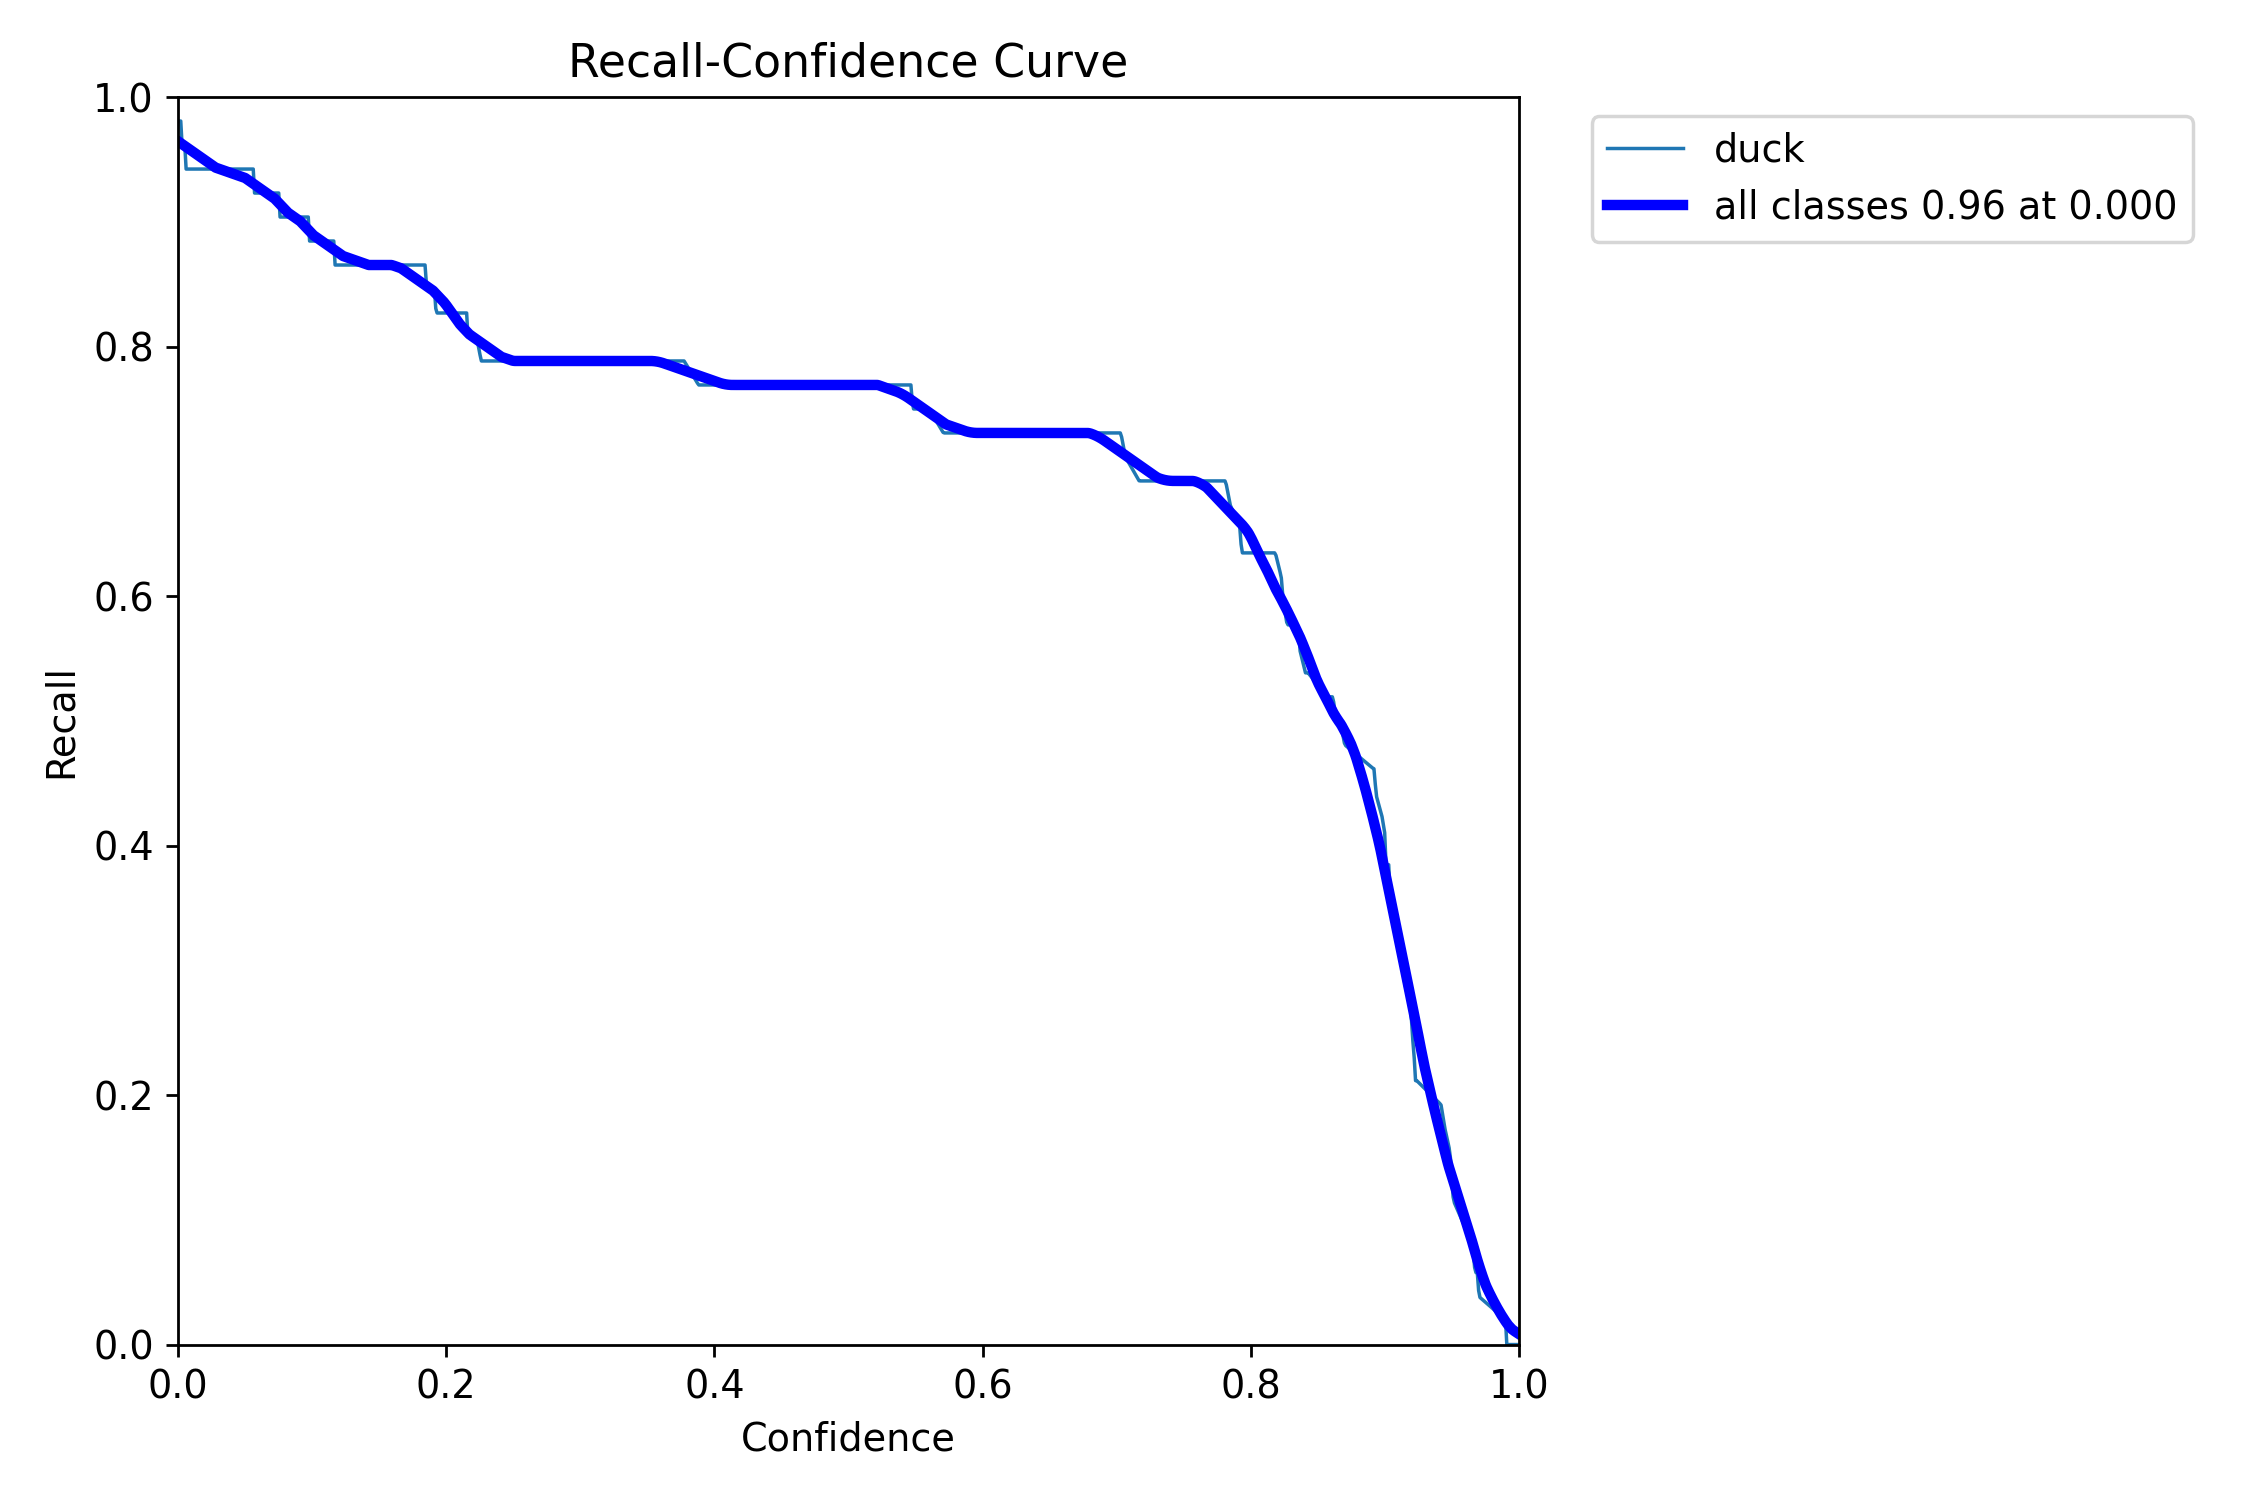 Recall-Confidence Curve
duck
all classes 0.96 at 0.000
1.0
0.8
0.6
0.4
0.2
0.0
Recall
0.0 0.2 0.4 0.6 0.8 1.0
Confidence